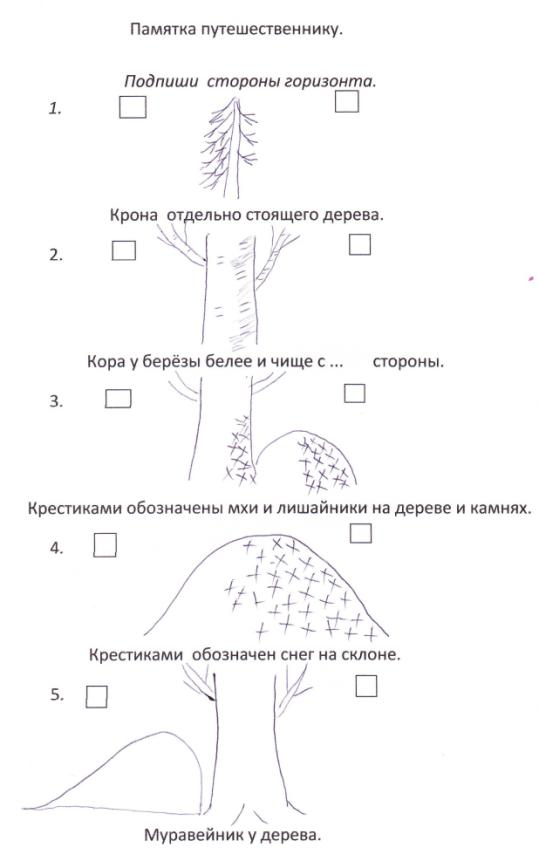 Памятка путешественнику.
Подпиши стороны горизонта.
1.
Крона отдельно стоящего дерева.
2.
Кора у берёзы белее и чище с ... стороны.
3.
Крестиками обозначены мхи и лишайники на дереве и камнях.
4.
Крестиками обозначен снег на склоне.
5.
Муравейник у дерева.